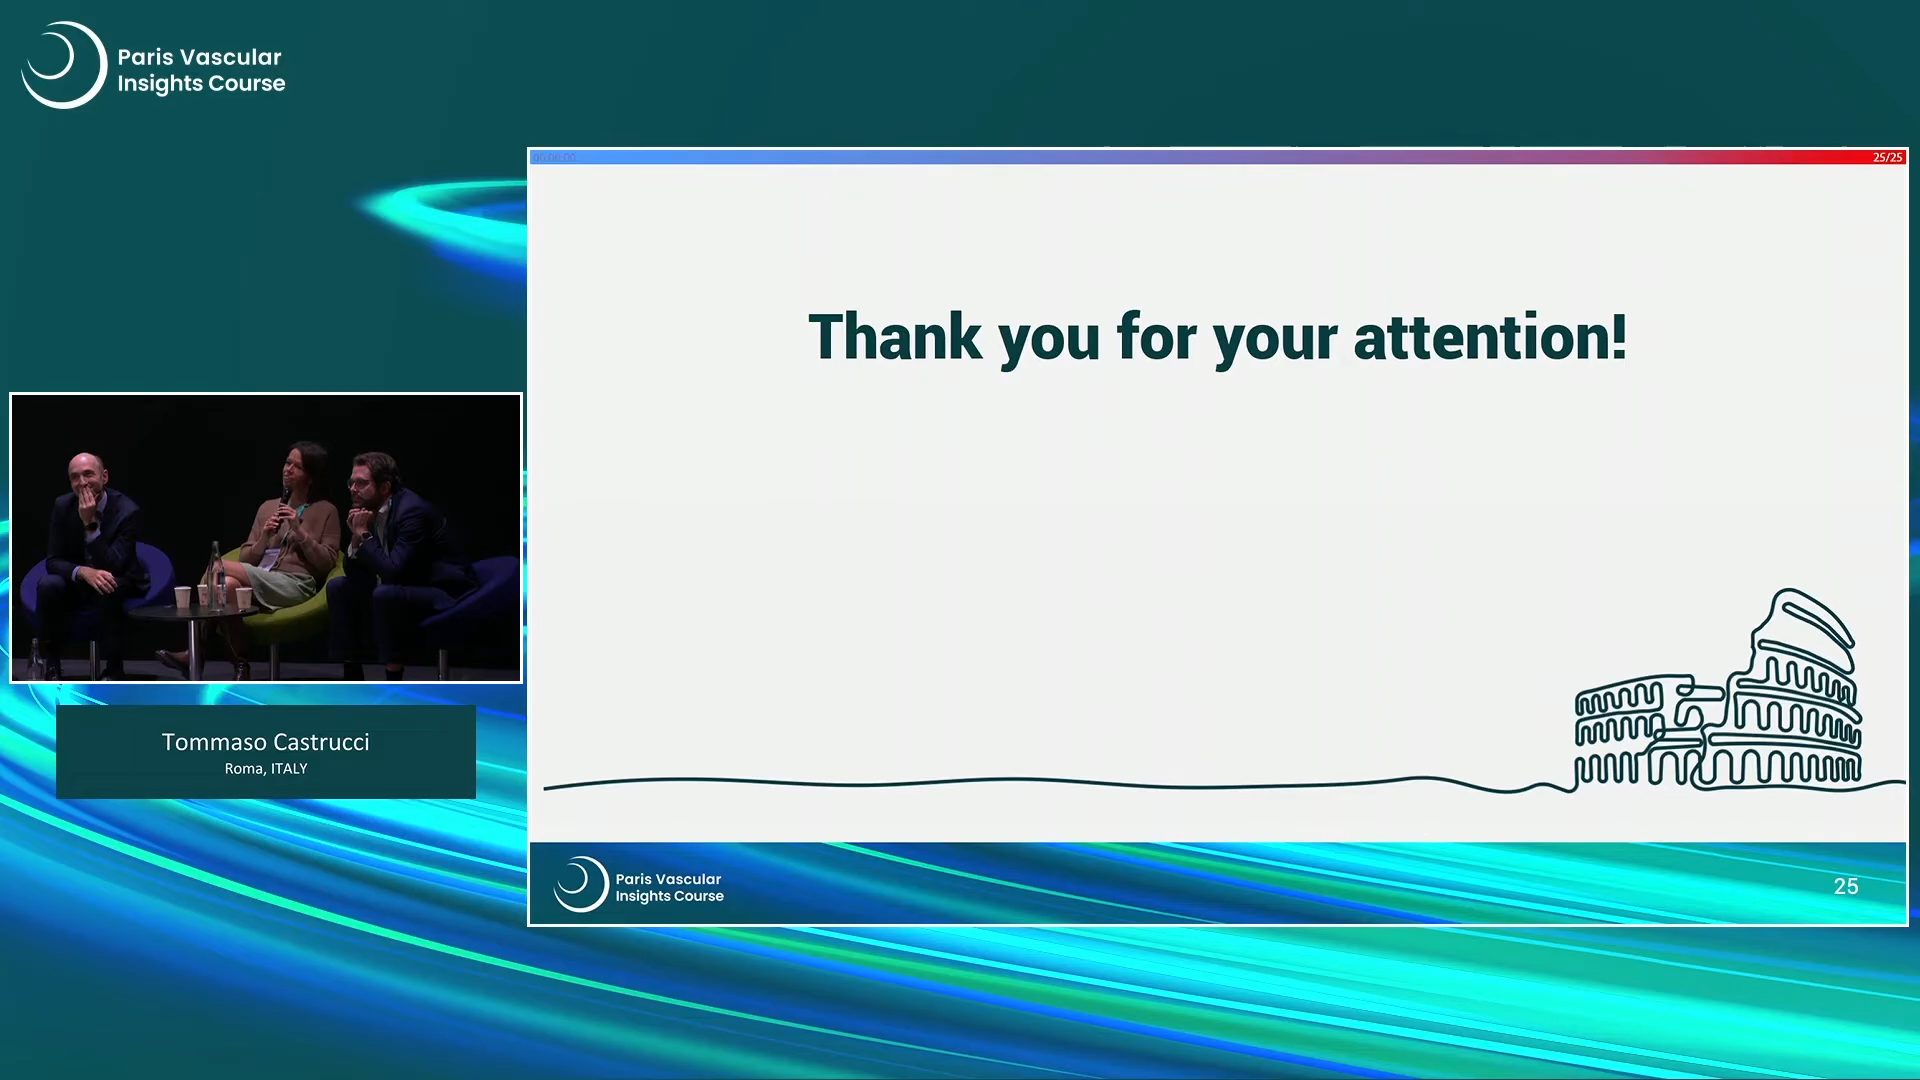 Paris Vascular
Insights Course
25/25
Thank you for your attention!
Tommaso Castrucci
Roma, ITALY
Paris Vascular
Insights Course
25